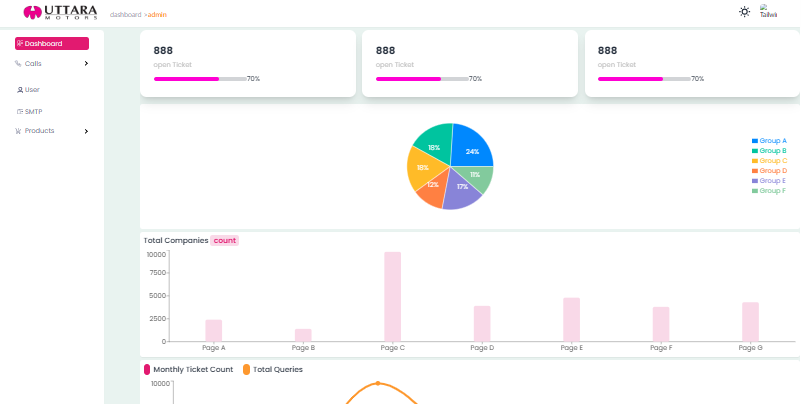 UTTARA
MOTORS
dashboard >admin
Tailwi
Dashboard
Calls
User
SMTP
Products
888
open Ticket
70%
888
open Ticket
70%
888
open Ticket
70%
18%
24%
18%
11%
12%
17%
Group A
Group B
Group C
Group D
Group E
Group F
Total Companies count
10000
7500
5000
2500
0
Page A
Page B
Page C
Page D
Page E
Page F
Page G
Monthly Ticket Count
Total Queries
10000